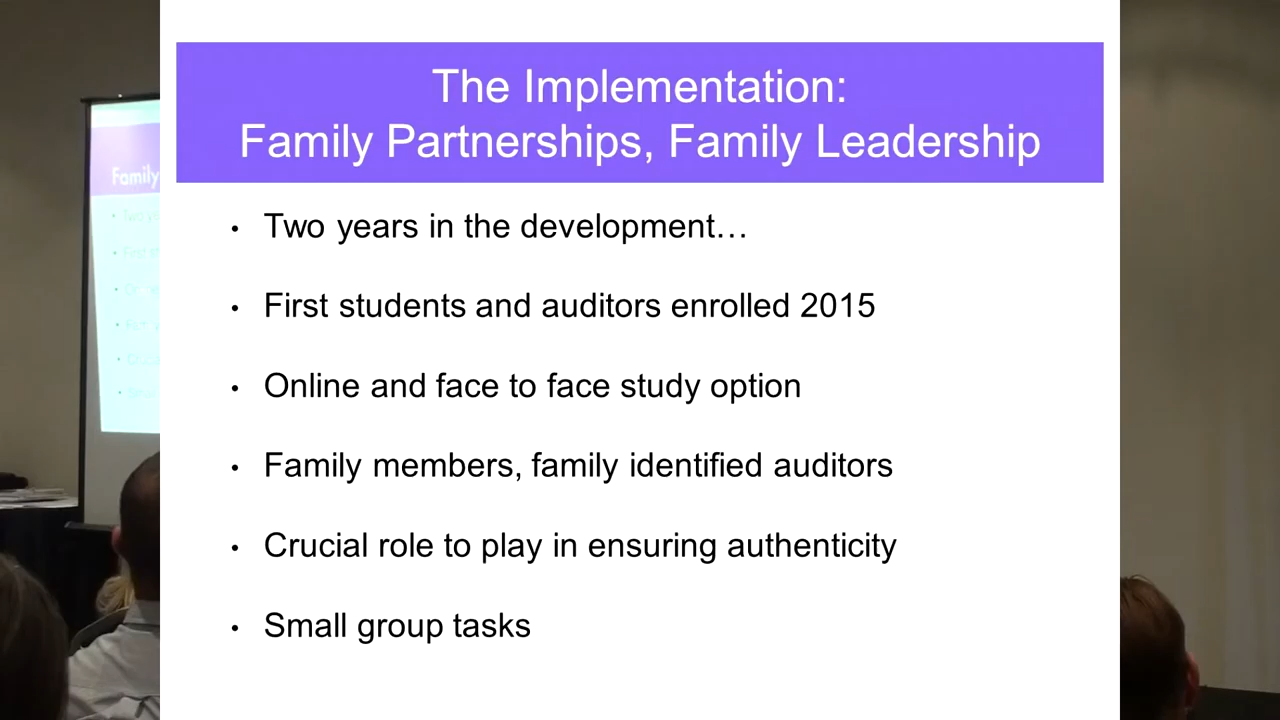 The Implementation:
Family Partnerships, Family Leadership
• Two years in the development…
• First students and auditors enrolled 2015
• Online and face to face study option
• Family members, family identified auditors
• Crucial role to play in ensuring authenticity
• Small group tasks
Family